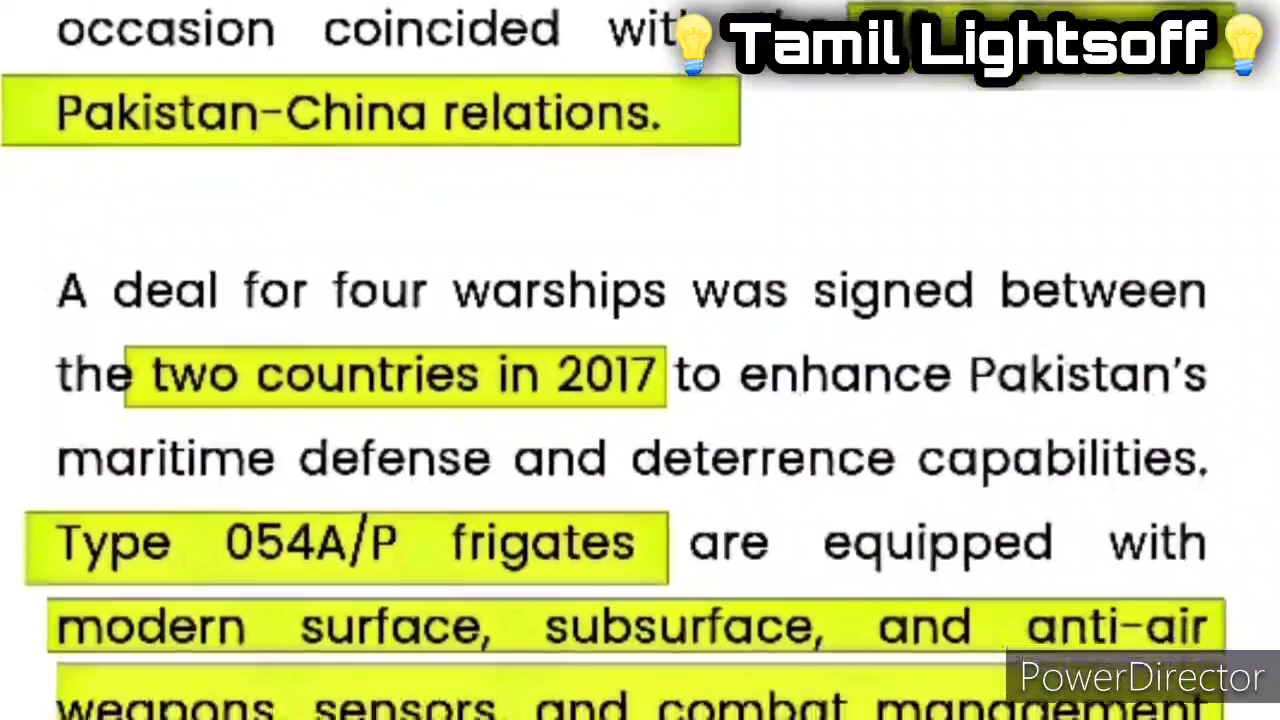 occasion coincided with
💡Tamil Lightsoff💡
Pakistan-China relations.
A deal for four warships was signed between
the two countries in 2017 to enhance Pakistan's
maritime defense and deterrence capabilities.
Type 054A/P frigates are equipped with
modern surface, subsurface, and anti-air
weapons, sensors, and combat management
PowerDirector